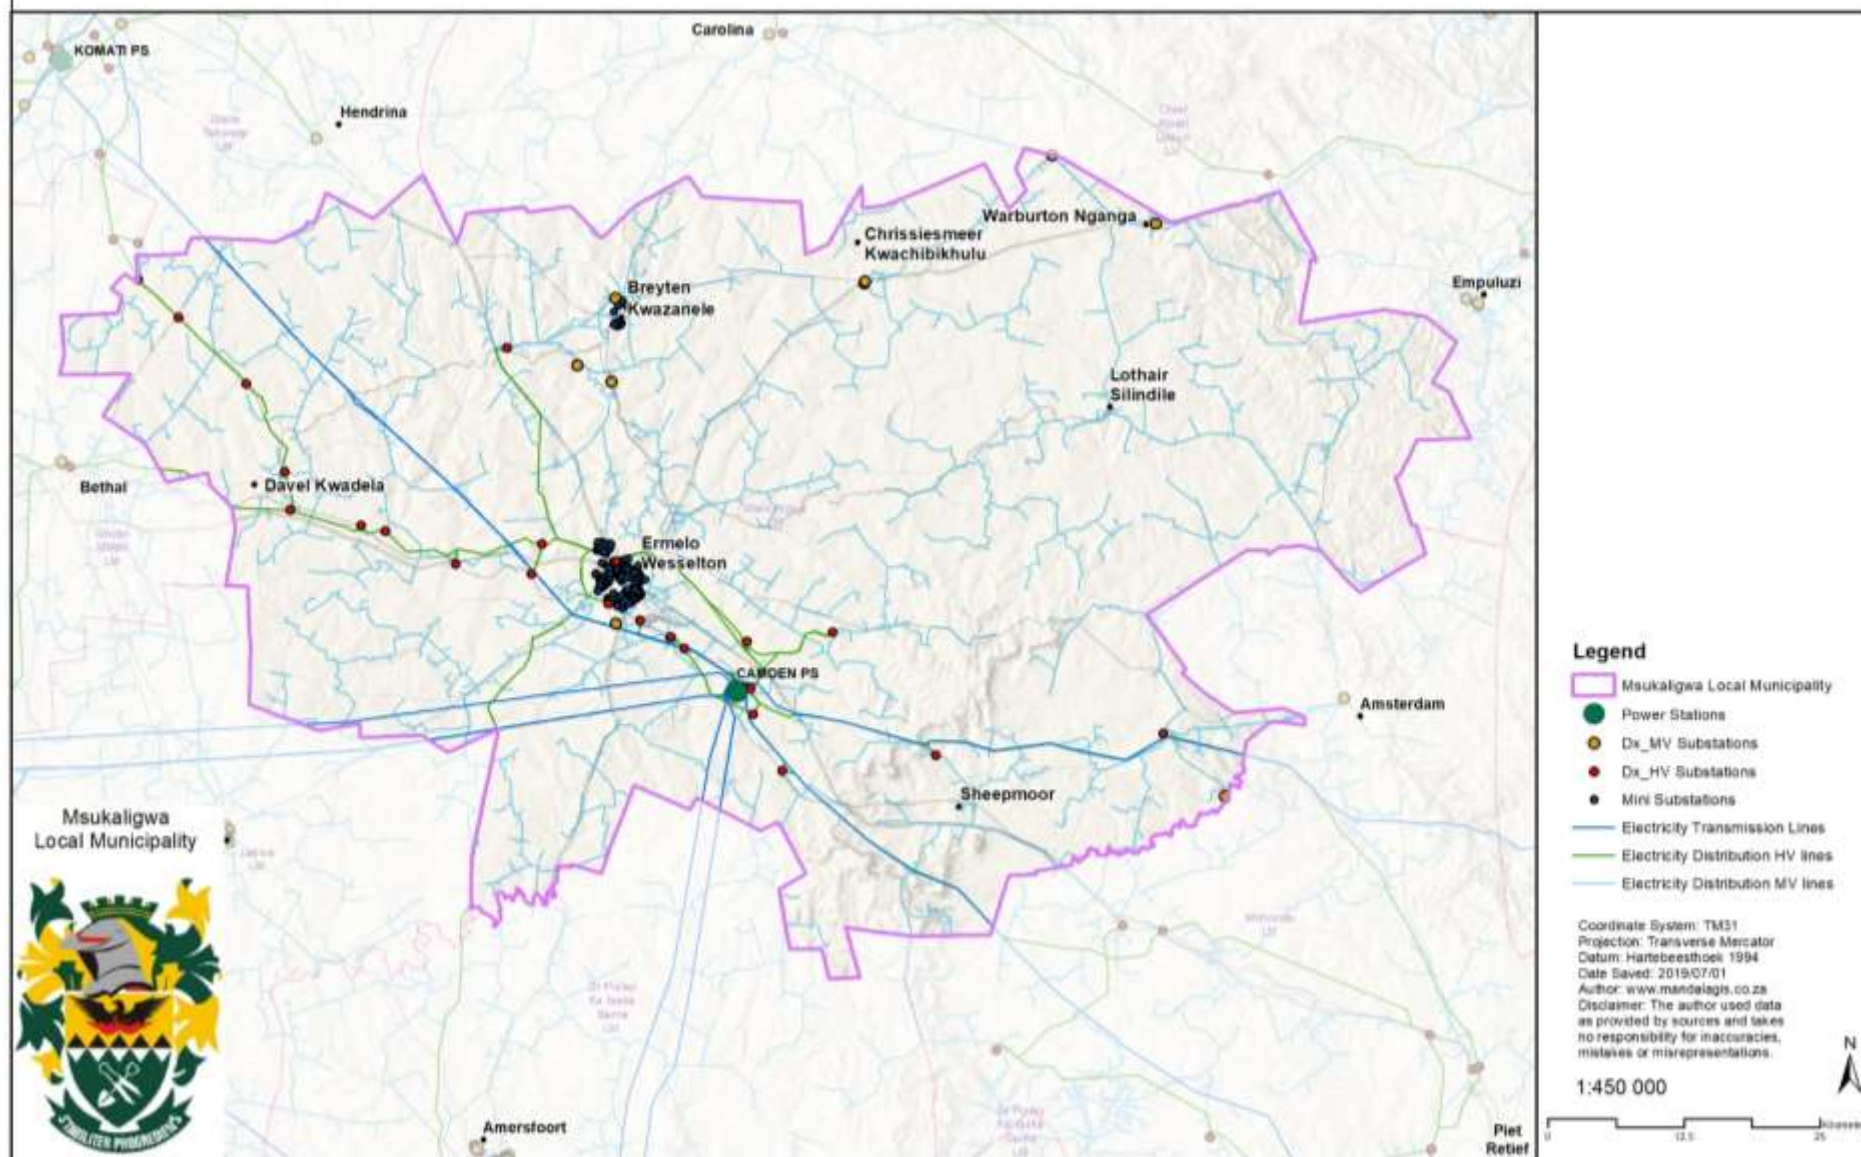 Carolina
KOMATI PS
Hendrina
Warburton Nganga
Chrissiesmeer
Kwachibikhulu
Empuluzi
Breyten
Kwazanele
Lothair
Silindile
Bethal
Davel Kwadela
Ermelo
Wesselton
CAMDEN PS
Amsterdam
Sheepmoor
Msukaligwa
Local Municipality
Amersfoort
Piet
Retief
Legend
Msukaligwa Local Municipality
Power Stations
Dx_MV Substations
Dx_HV Substations
Mini Substations
Electricity Transmission Lines
Electricity Distribution HV lines
Electricity Distribution MV lines
Coordinate System: TM31
Projection: Transverse Mercator
Datum: Hartebeesthoek 1994
Date Saved: 2019/07/01
Author: www.mandalagis.co.za
Disclaimer: The author used data
as provided by sources and takes
no responsibility for inaccuracies,
mistakes or misrepresentations.
N
1:450 000
0 12.5 25